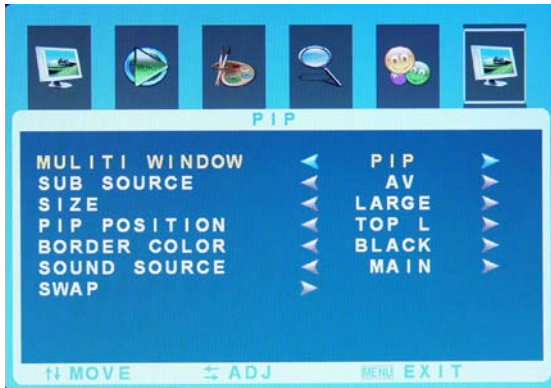 PIP
MULITI WINDOW PIP
SUB SOURCE AV
SIZE LARGE
PIP POSITION TOP L
BORDER COLOR BLACK
SOUND SOURCE MAIN
SWAP
MOVE ADJ MENU EXIT